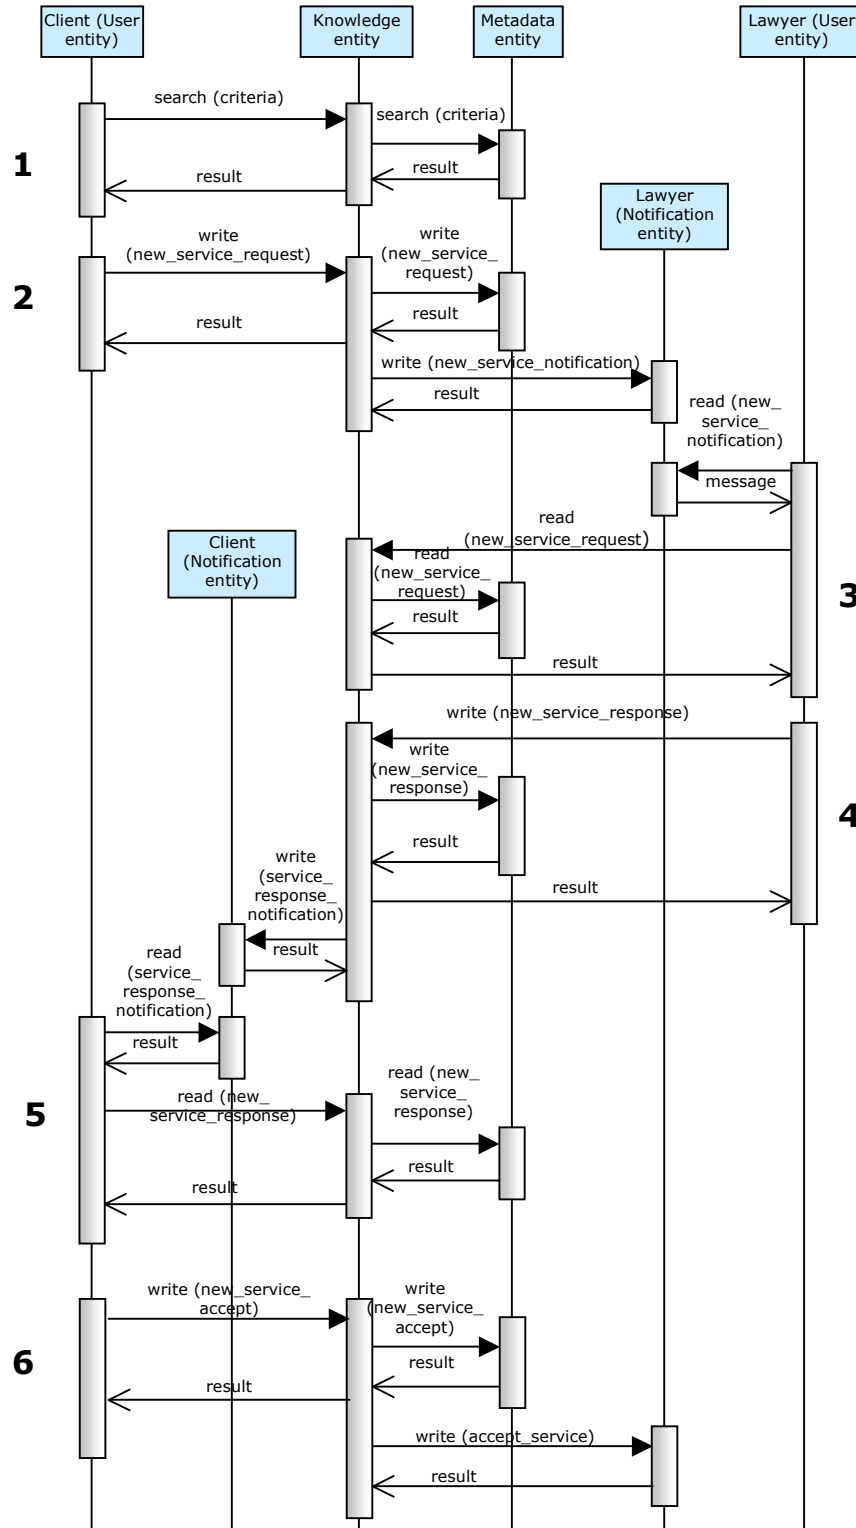 Client (User
entity)
Knowledge
entity
Metadata
entity
Lawyer (User
entity)
search (criteria)
search (criteria)
1
result
result
Lawyer
(Notification
entity)
write
(new_service_request)
write
(new_service_
request)
2
result
result
write (new_service_notification)
result
read (new_
service_
notification)
message
read
(new_service_request)
Client
(Notification
entity)
read
(new_service_
request)
3
result
result
write (new_service_response)
write
(new_service_
response)
4
result
write
(service_
response_
notification)
result
result
read
(service_
response_
notification)
result
read (new_
service_response)
read (new_
service_
response)
5
result
result
write (new_service_
accept)
write
(new_service_
accept)
6
result
result
write (accept_service)
result